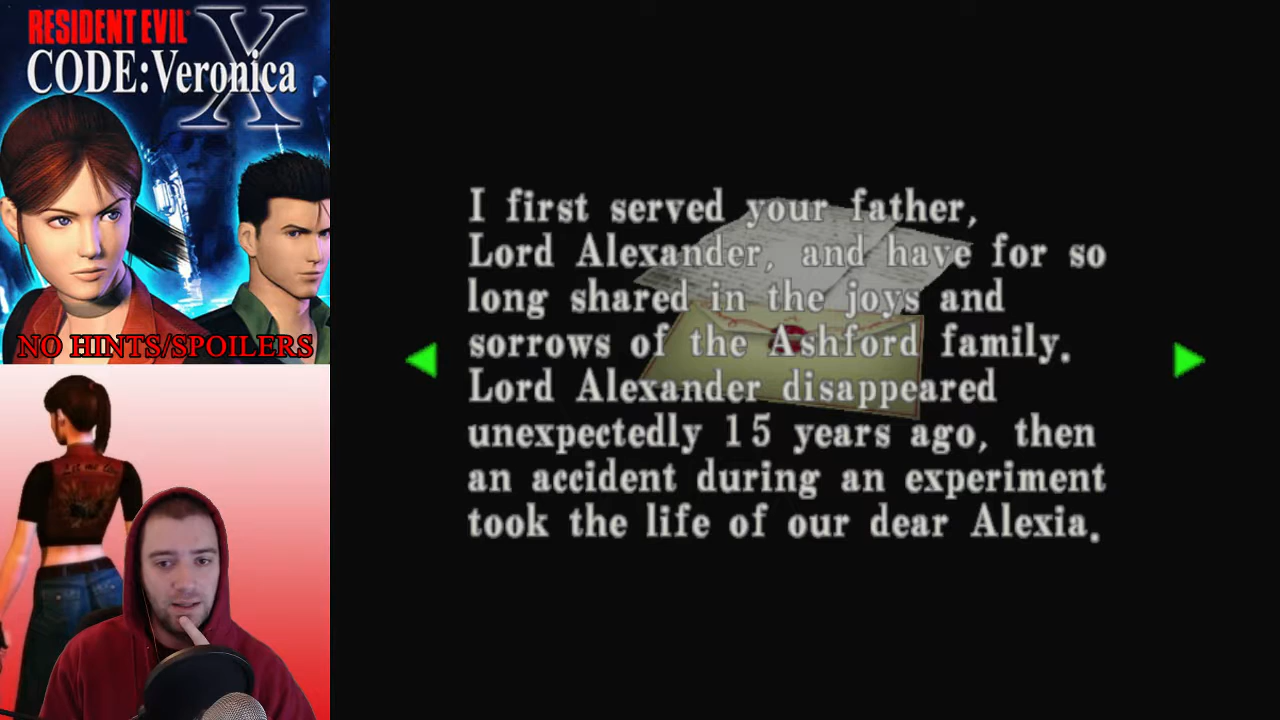 RESIDENT EVIL
CODE:Veronica
X
NO HINTS/SPOILERS
I first served your father,
Lord Alexander, and have for so
long shared in the joys and
sorrows of the Ashford family.
Lord Alexander disappeared
unexpectedly 15 years ago, then
an accident during an experiment
took the life of our dear Alexia.